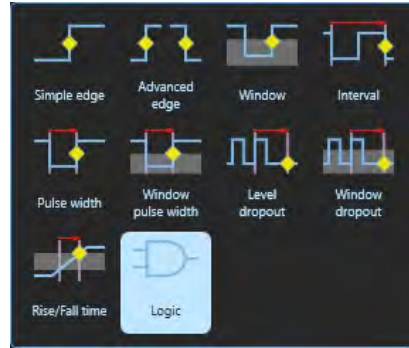 Simple edge
Advanced
edge
Window
Interval
Pulse width
Window
pulse width
Level
dropout
Window
dropout
Rise/Fall time
Logic